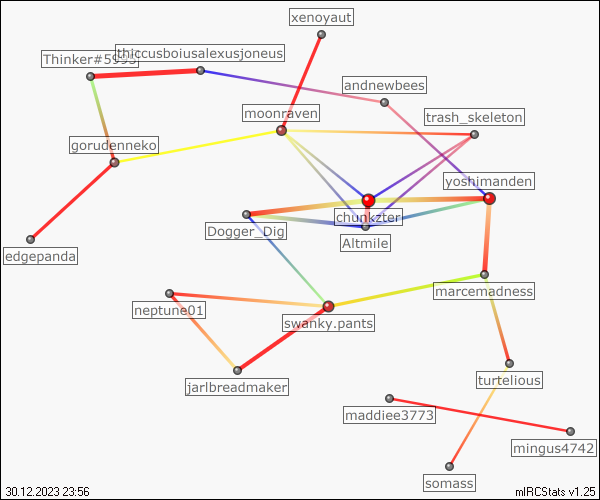 xenoyaut
Thinker#5995
thiccusboiusalexusjoneus
andnewbees
moonraven
trash_skeleton
gorudenneko
yoshimanden
chunkzter
Dogger_Dig
Altmile
edgepanda
marcemadness
neptune01
swanky.pants
jarlbreadmaker
turtelious
maddiee3773
mingus4742
somass
30.12.2023 23:56
mIRCStats v1.25